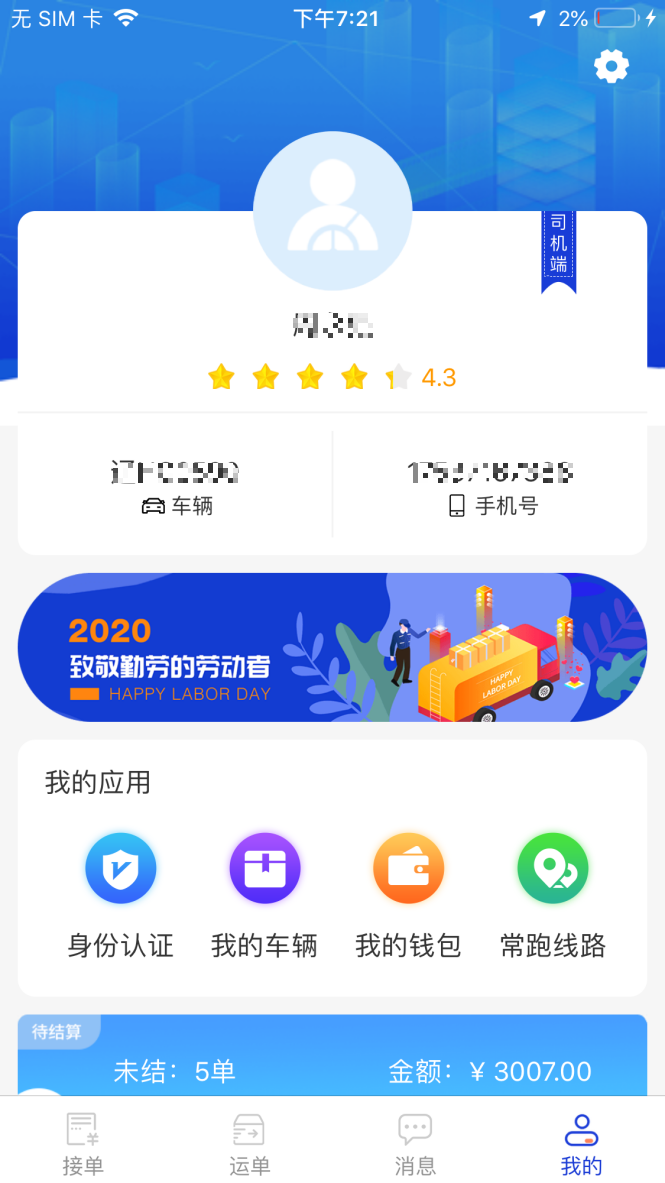 无 SIM 卡 下午7:21 2%
司机端
4.3
车辆 手机号
2020
致敬勤劳的劳动者
HAPPY LABOR DAY
HAPPY
LABOR DAY
我的应用
身份认证 我的车辆 我的钱包 常跑线路
待结算
未结：5单 金额：¥ 3007.00
接单 运单 消息 我的